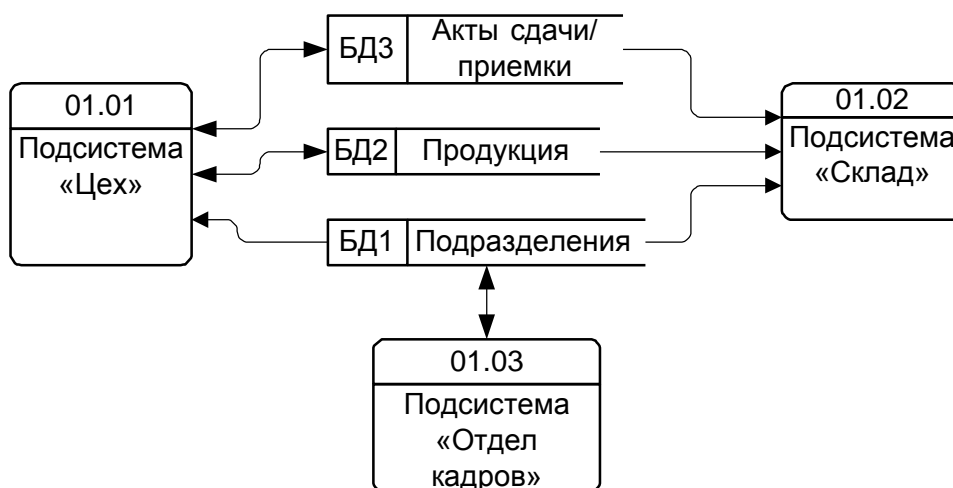 БД3
Акты сдачи/
приемки
01.01
Подсистема
«Цех»
01.02
Подсистема
«Склад»
БД2
Продукция
БД1
Подразделения
01.03
Подсистема
«Отдел
кадров»